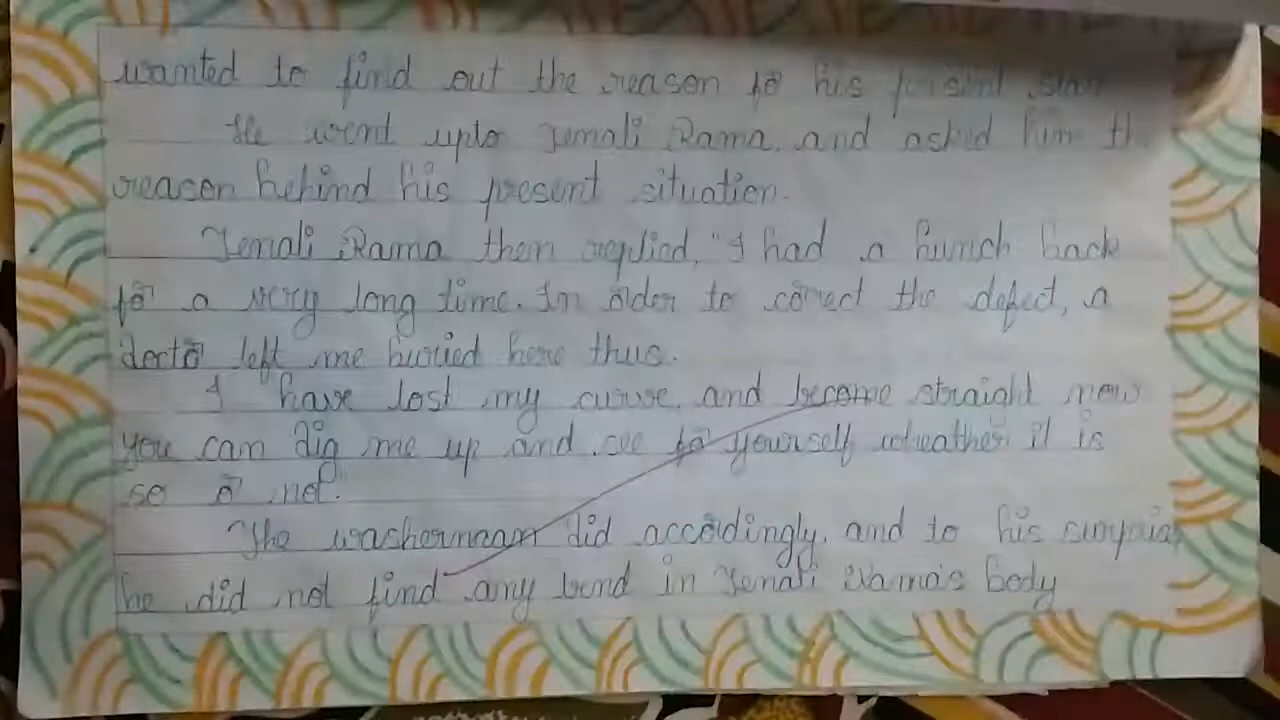 wanted to find out the reason for his present
He went upto Tenali Rama, and asked him th
reason behind his present situation.
Tenali Rama then replied, "I had a hunch back
for a very long time. In order to correct the defect, a
doctor left me buried here thus.
I have lost my curve, and become straight now
you can dig me up and see for yourself wheather it is
so or not."
The washermaan did accordingly, and to his surpris
he did not find any bend in Tenali Rama's body